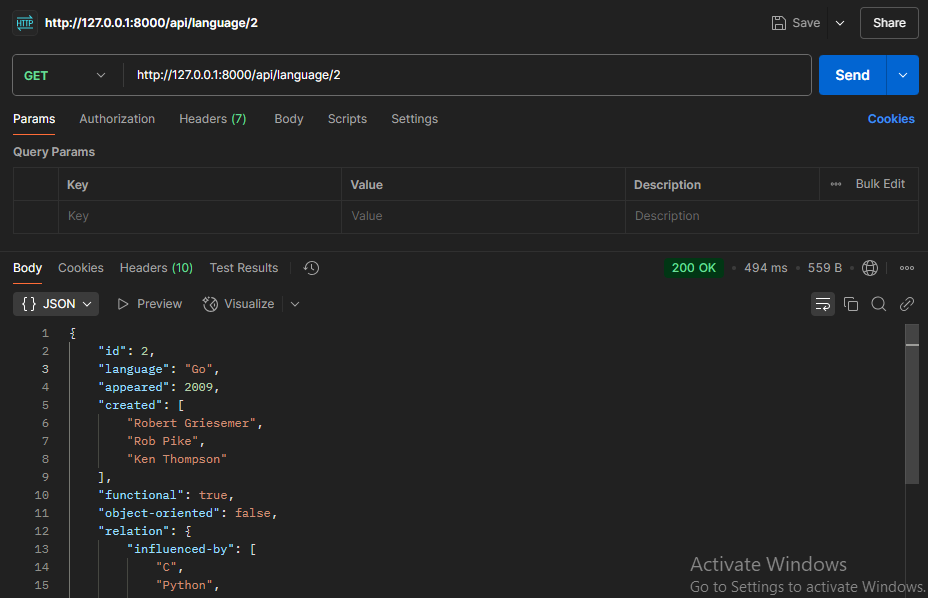 HTTP http://127.0.0.1:8000/api/language/2 Save Share
GET http://127.0.0.1:8000/api/language/2 Send
Params Authorization Headers (7) Body Scripts Settings Cookies
Query Params
Key Value Description Bulk Edit
Key Value Description
Body Cookies Headers (10) Test Results 200 OK • 494 ms • 559 B •
{} JSON Preview Visualize
1 {
2 "id": 2,
3 "language": "Go",
4 "appeared": 2009,
5 "created": [
6 "Robert Griesemer",
7 "Rob Pike",
8 "Ken Thompson"
9 ],
10 "functional": true,
11 "object-oriented": false,
12 "relation": {
13 "influenced-by": [
14 "C",
15 "Python",
Activate Windows
Go to Settings to activate Windows.